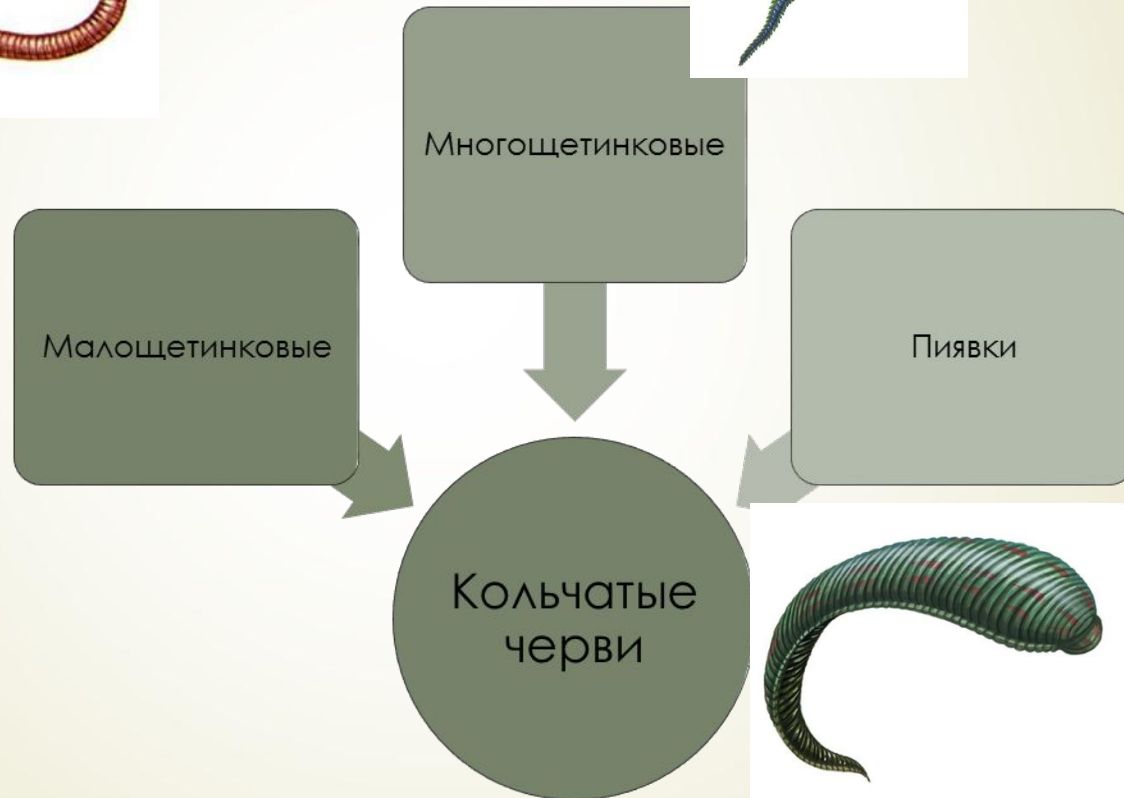 Многощетинковые
Малощетинковые
Пиявки
Кольчатые
черви